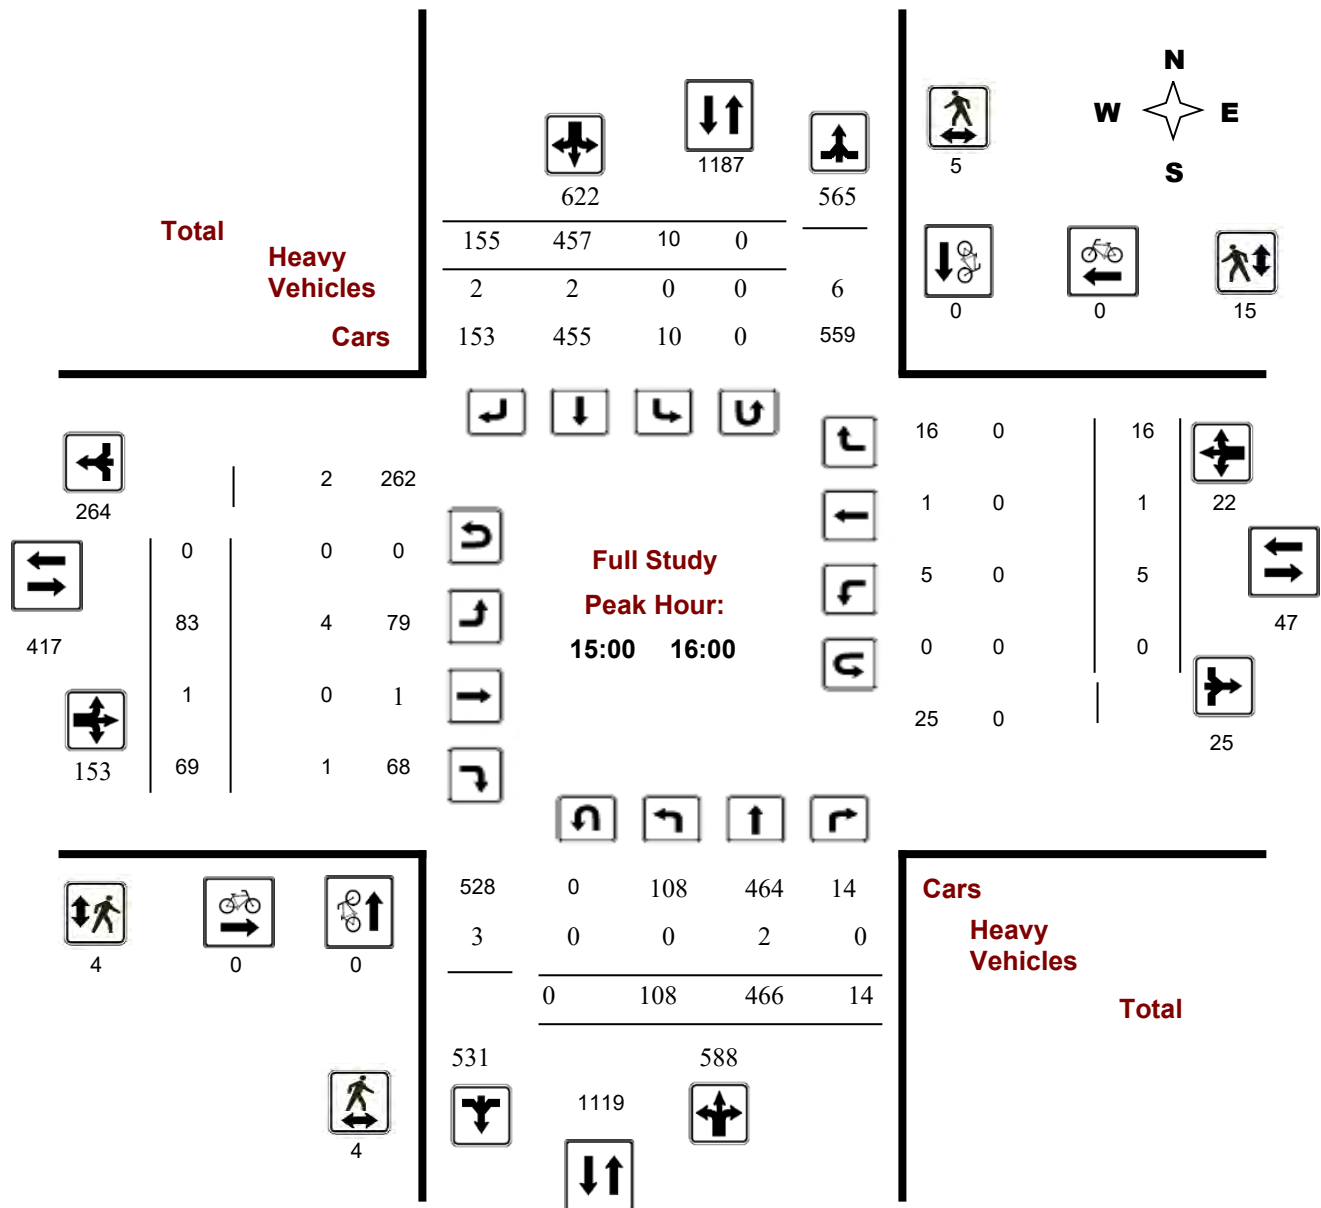 N
W E
S
1187
5
622 565
Total
155 457 10 0
Heavy
Vehicles
2 2 0 0 6
0 0 15
Cars
153 455 10 0 559
16 0 16
2 262
264
1 0 1 22
0 0 0
Full Study
5 0 5
Peak Hour:
83 4 79
47
417
15:00 16:00
0 0 0
1 0 1
25 0
25
153 69 1 68
528 0 108 464 14
Cars
3 0 0 2 0
Heavy
Vehicles
4 0 0
0 108 466 14
Total
531 588
1119
4